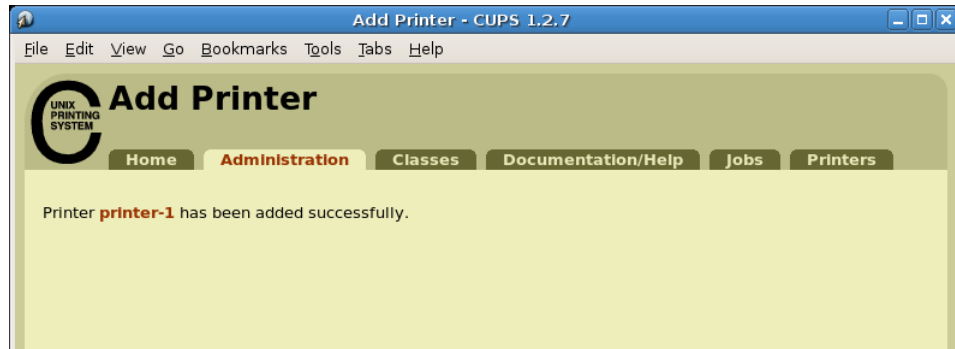 Add Printer - CUPS 1.2.7
File Edit View Go Bookmarks Tools Tabs Help
UNIX
PRINTING
SYSTEM
Add Printer
Home Administration Classes Documentation/Help Jobs Printers
Printer printer-1 has been added successfully.